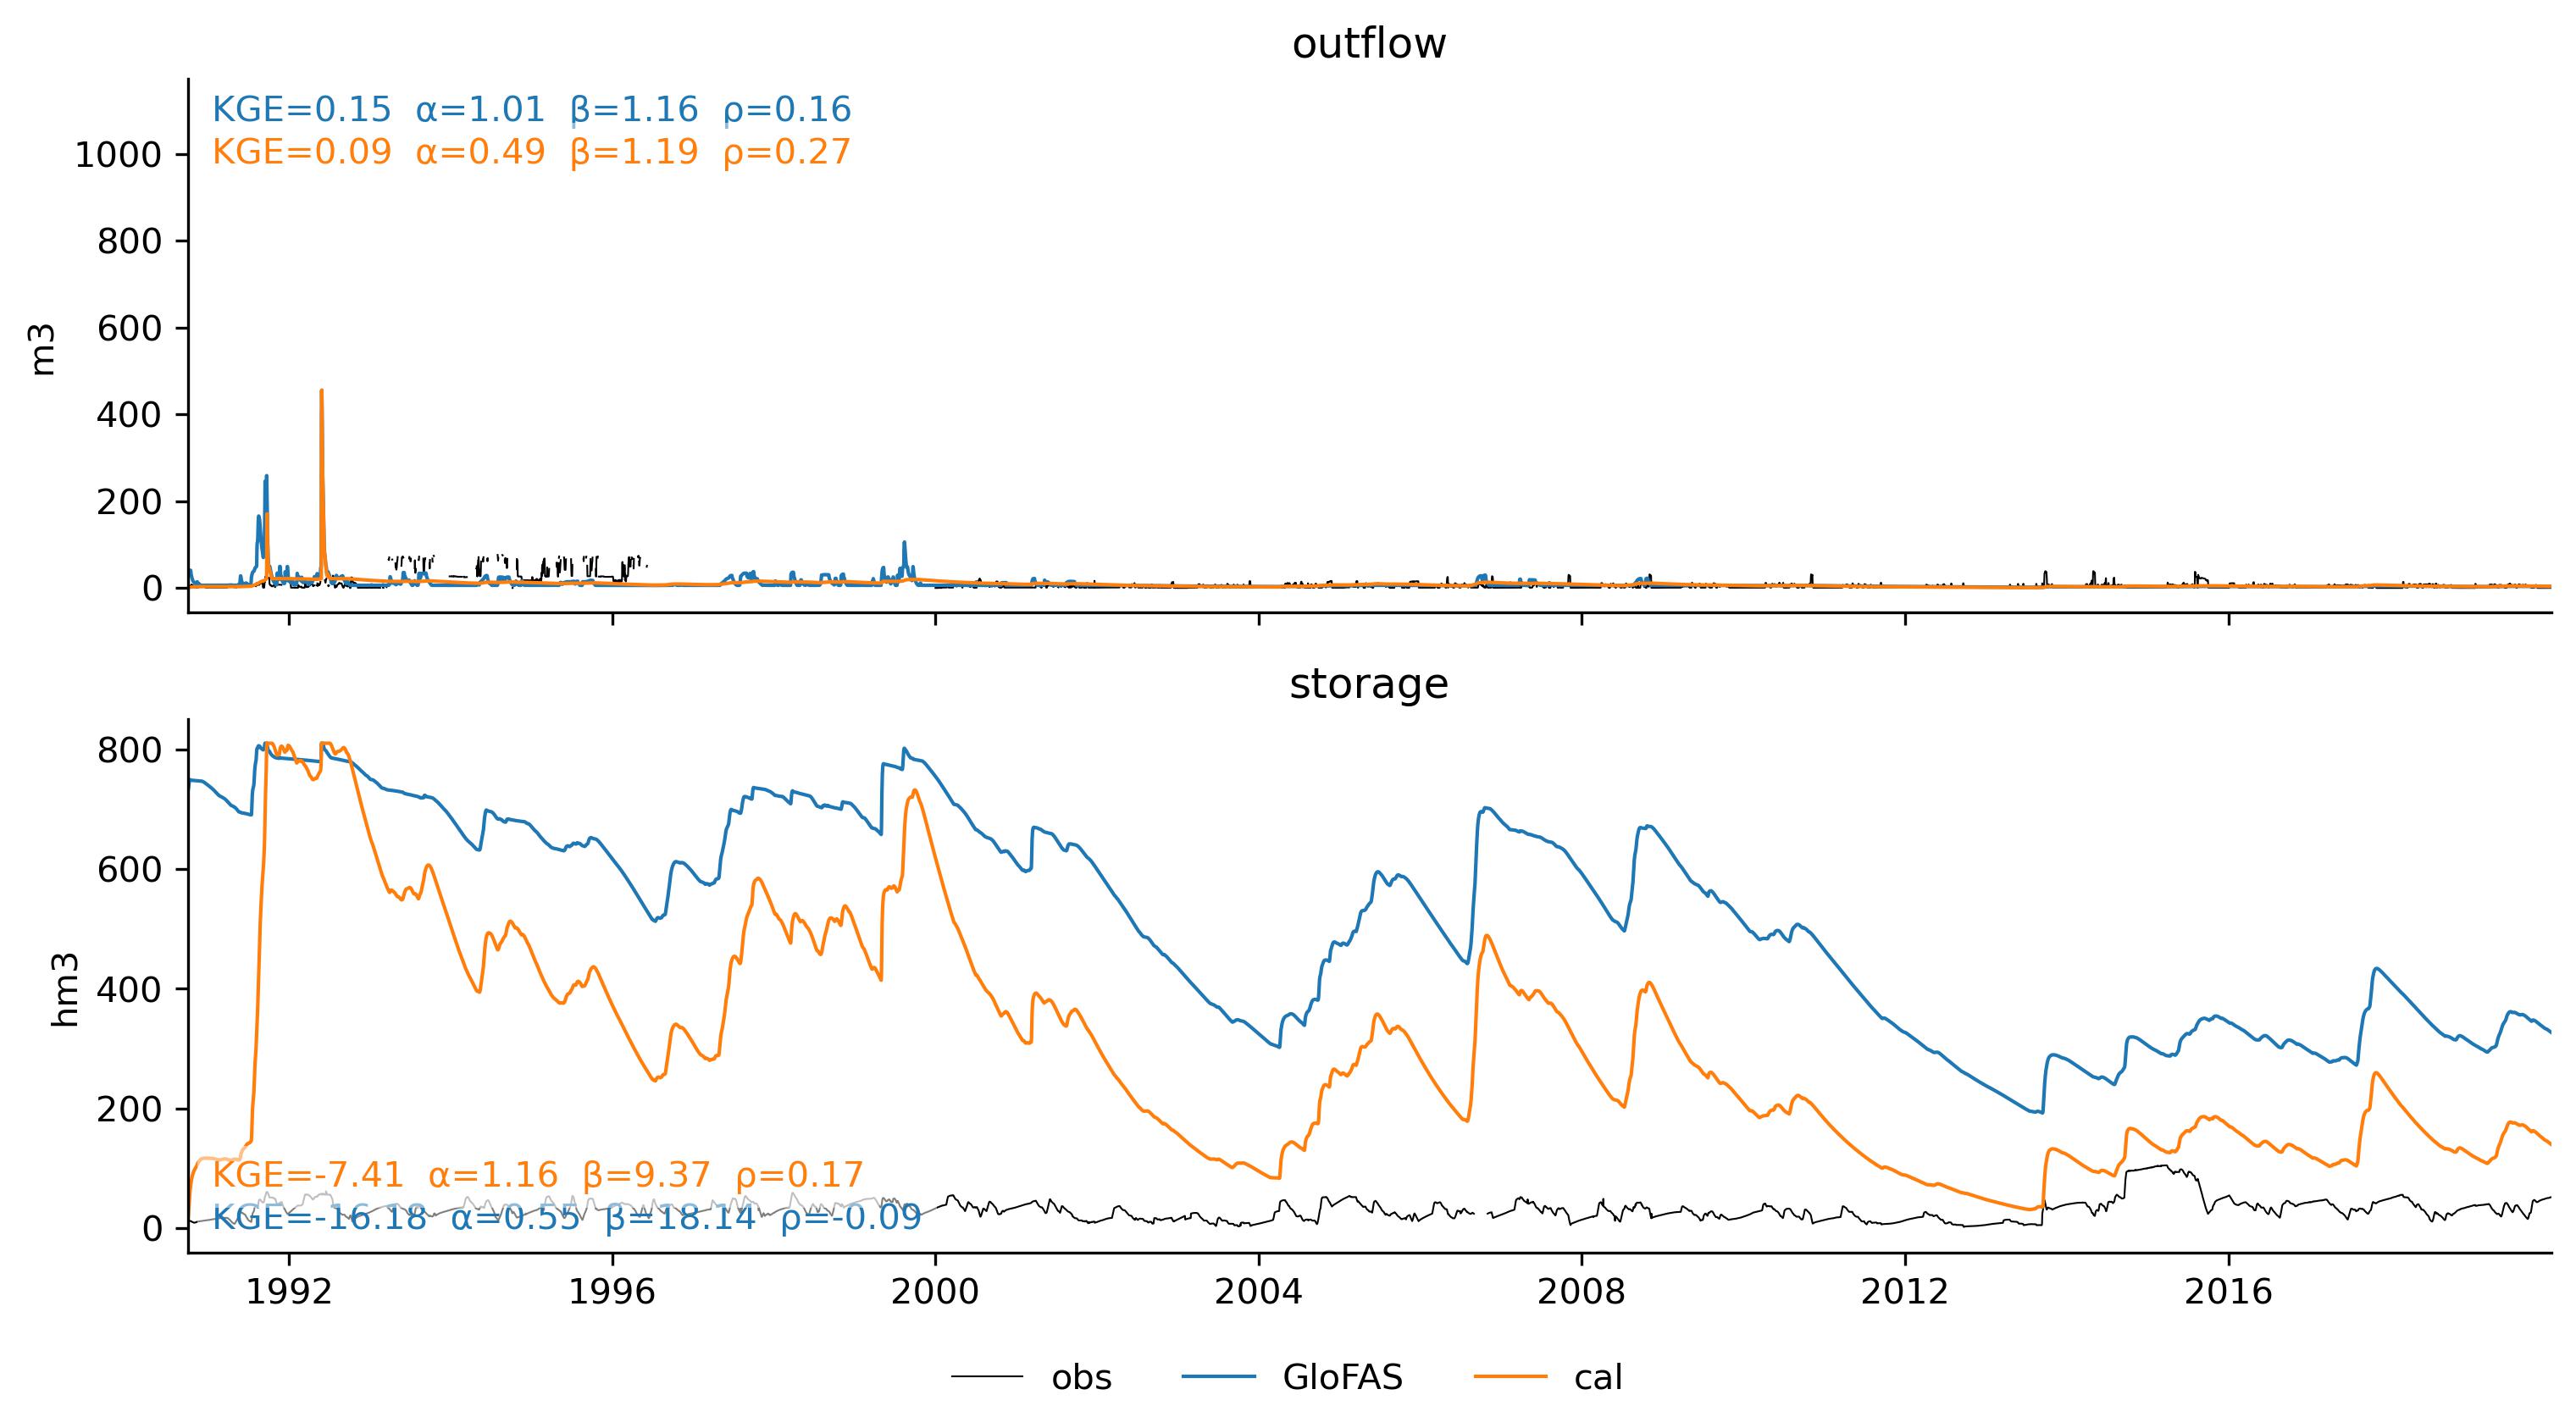 outflow
KGE=0.15 α=1.01 β=1.16 ρ=0.16
KGE=0.09 α=0.49 β=1.19 ρ=0.27
1000
800
600
400
200
0
m3
storage
800
600
400
200
0
hm3
KGE=-7.41 α=1.16 β=9.37 ρ=0.17
KGE=-16.18 α=0.55 β=18.14 ρ=-0.09
1992 1996 2000 2004 2008 2012 2016
obs GloFAS cal